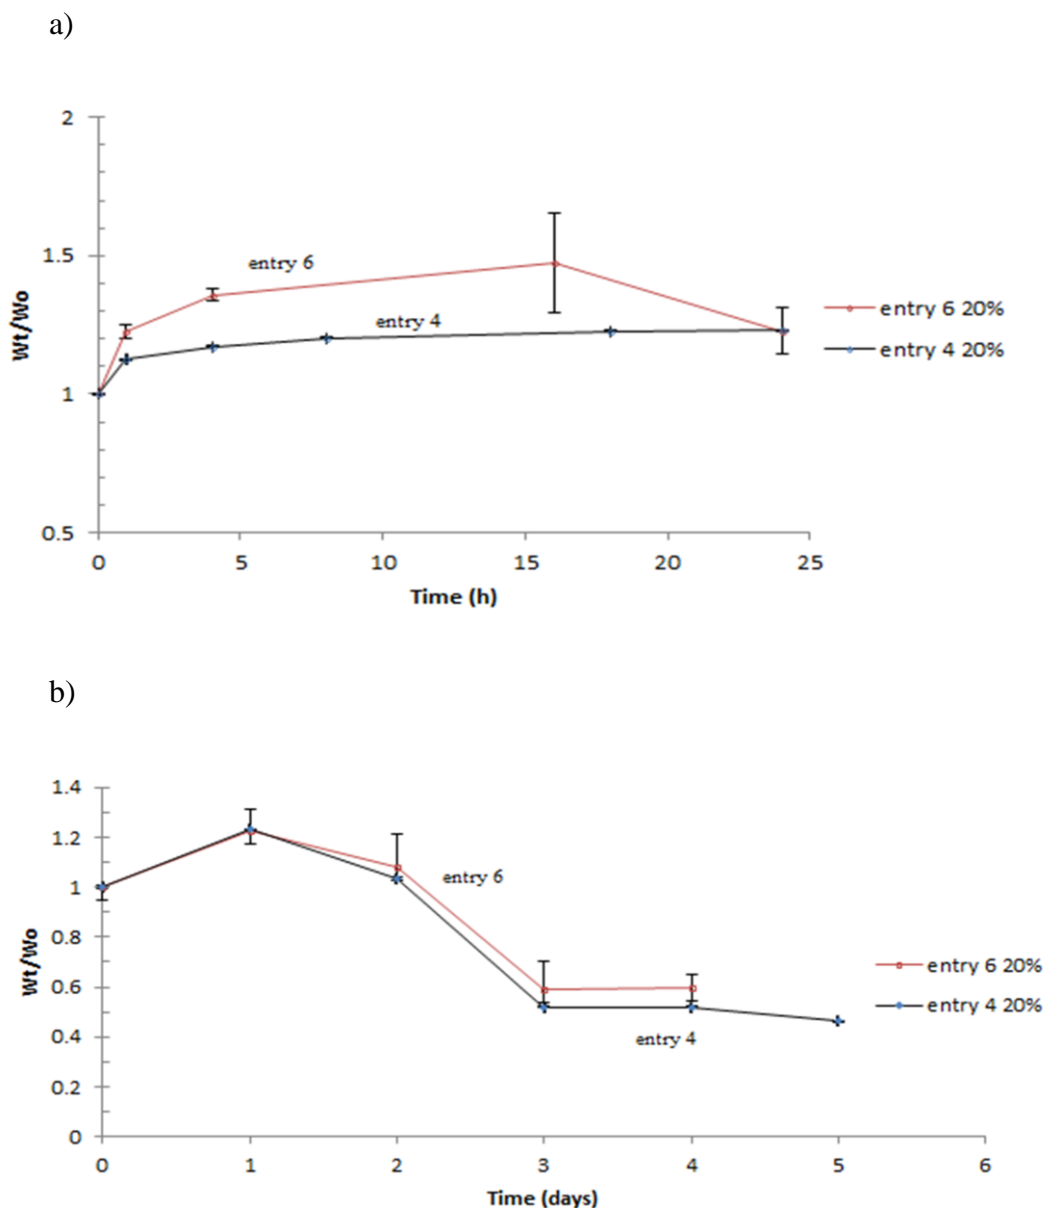 a)
2
1.5
1
0.5
Wt/Wo
entry 6
entry 4
entry 6 20%
entry 4 20%
0 5 10 15 20 25
Time (h)
b)
1.4
1.2
1
0.8
0.6
0.4
0.2
0
Wt/Wo
entry 6
entry 4
entry 6 20%
entry 4 20%
0 1 2 3 4 5 6
Time (days)